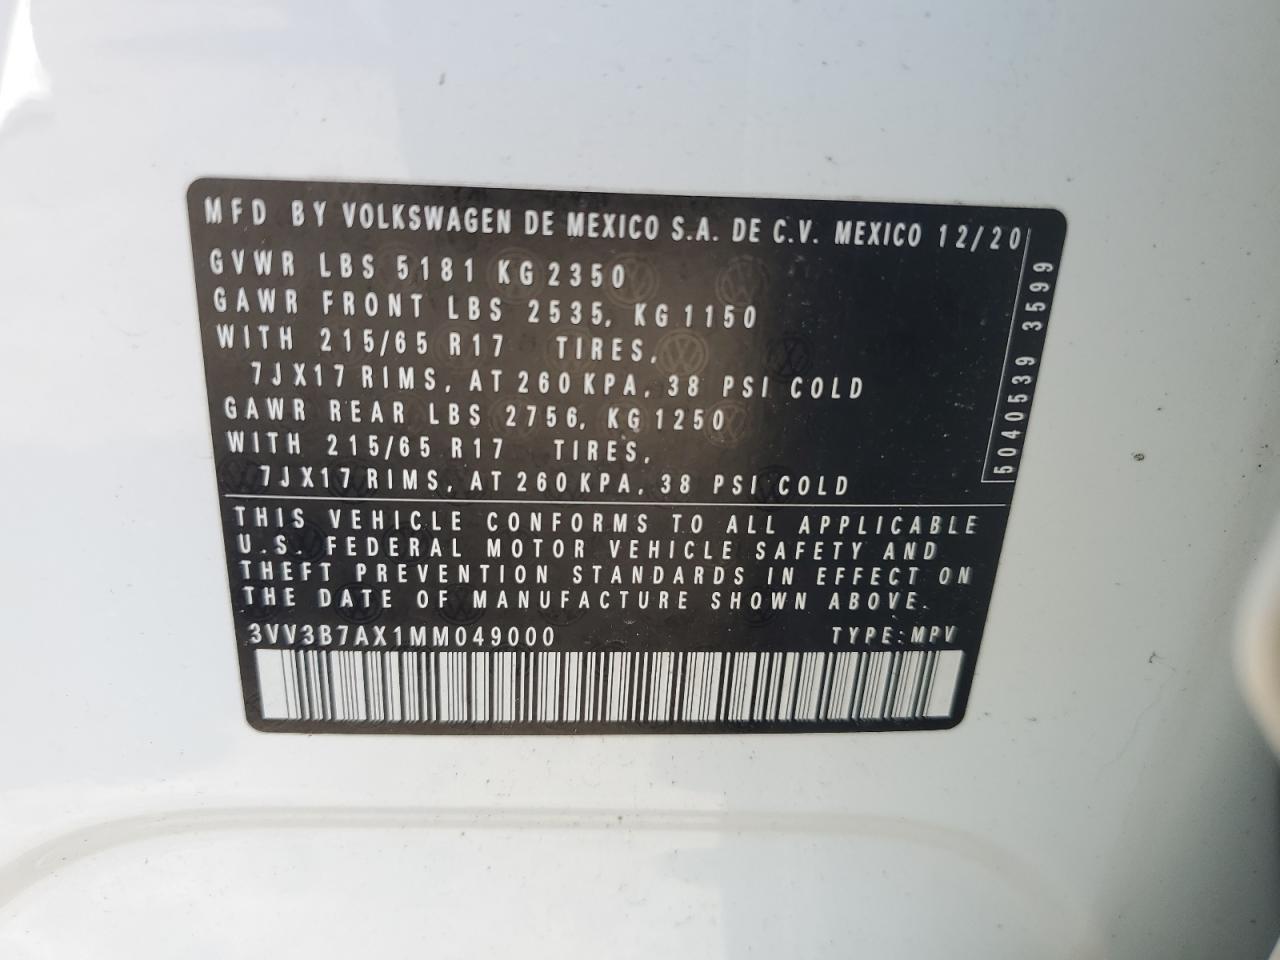 MFD BY VOLKSWAGEN DE MEXICO S.A. DE C.V. MEXICO 12/20
GVWR LBS 5181 KG 2350
GAWR FRONT LBS 2535, KG 1150
WITH 215/65 R17 TIRES,
7JX17 RIMS, AT 260 KPA, 38 PSI COLD
GAWR REAR LBS 2756, KG 1250
WITH 215/65 R17 TIRES,
7JX17 RIMS, AT 260 KPA, 38 PSI COLD
5040539 3599
THIS VEHICLE CONFORMS TO ALL APPLICABLE
U.S. FEDERAL MOTOR VEHICLE SAFETY AND
THEFT PREVENTION STANDARDS IN EFFECT ON
THE DATE OF MANUFACTURE SHOWN ABOVE.
3VV3B7AX1MM049000 TYPE: MPV